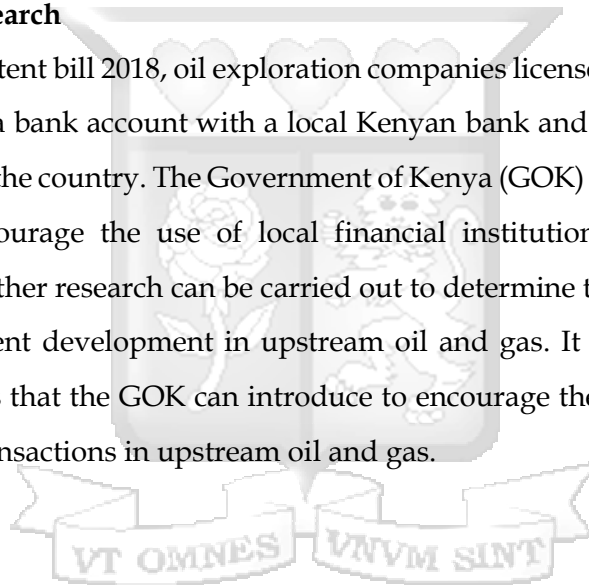 earch
tent bill 2018, oil exploration companies license
a bank account with a local Kenyan bank and
the country. The Government of Kenya (GOK)
ourage the use of local financial institution
ther research can be carried out to determine t
ent development in upstream oil and gas. It
s that the GOK can introduce to encourage the
nsactions in upstream oil and gas.
VT OMNES VNVM SINT